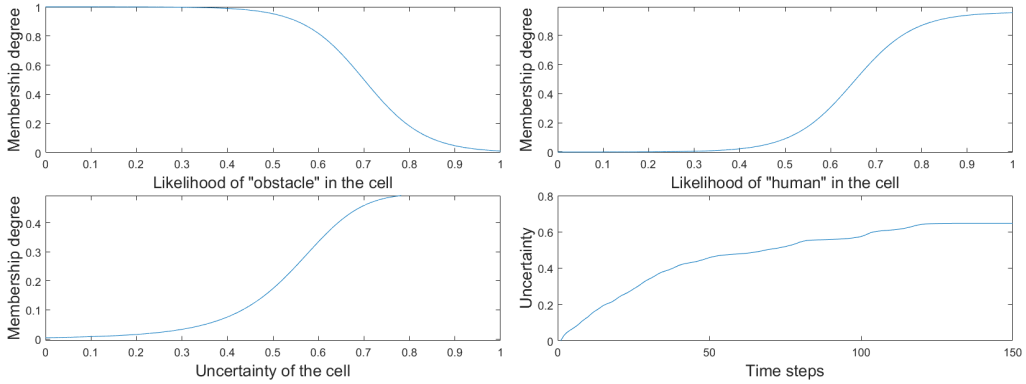 Membership degree
1
0.8
0.6
0.4
0.2
0
0 0.1 0.2 0.3 0.4 0.5 0.6 0.7 0.8 0.9 1
Likelihood of "obstacle" in the cell
Membership degree
0.8
0.6
0.4
0.2
0
0 0.1 0.2 0.3 0.4 0.5 0.6 0.7 0.8 0.9 1
Likelihood of "human" in the cell
Membership degree
0.4
0.3
0.2
0.1
0
0 0.1 0.2 0.3 0.4 0.5 0.6 0.7 0.8 0.9 1
Uncertainty of the cell
Uncertainty
0.8
0.6
0.4
0.2
0
0 50 100 150
Time steps